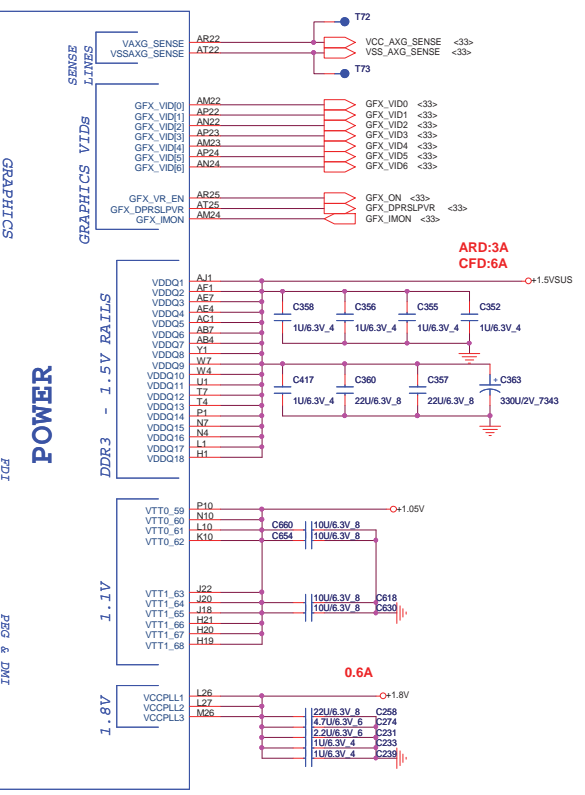 T72
VAXG_SENSE AR22 VCC_AXG_SENSE <33>
VSSAXG_SENSE AT22 VSS_AXG_SENSE <33>
T73
SENSE
LINES
GFX_VID[0] AM22 GFX_VID0 <33>
GFX_VID[1] AP22 GFX_VID1 <33>
GFX_VID[2] AN22 GFX_VID2 <33>
GFX_VID[3] AP23 GFX_VID3 <33>
GFX_VID[4] AM23 GFX_VID4 <33>
GFX_VID[5] AP24 GFX_VID5 <33>
GFX_VID[6] AN24 GFX_VID6 <33>
GRAPHICS VIDs
GRAPHICS
GFX_VR_EN AR25 GFX_ON <33>
GFX_DPRSLPVR AT25 GFX_DPRSLPVR <33>
GFX_IMON AM24 GFX_IMON <33>
ARD:3A
CFD:6A
+1.5VSUS
VDDQ1 AJ1
VDDQ2 AF1
VDDQ3 AE7
VDDQ4 AE4
VDDQ5 AC1
VDDQ6 AB7
VDDQ7 AB4
VDDQ8 Y1
VDDQ9 W7
VDDQ10 W4
VDDQ11 U1
VDDQ12 T7
VDDQ13 T4
VDDQ14 P1
VDDQ15 N7
VDDQ16 N4
VDDQ17 L1
VDDQ18 H1
C358 C356 C355 C352
1U/6.3V_4 1U/6.3V_4 1U/6.3V_4 1U/6.3V_4
C417 C360 C357 + C363
1U/6.3V_4 22U/6.3V_8 22U/6.3V_8 330U/2V_7343
DDR3 - 1.5V RAILS
POWER
FDI
VTT0_59 P10 +1.05V
VTT0_60 N10
VTT0_61 L10 C660 10U/6.3V_8
VTT0_62 K10 C654 10U/6.3V_8
VTT1_63 J22
VTT1_64 J20 10U/6.3V_8 C618
VTT1_65 J18 10U/6.3V_8 C630
VTT1_66 H21
VTT1_67 H20
VTT1_68 H19
1.1V
PEG & DMI
0.6A
VCCPLL1 L26 +1.8V
VCCPLL2 L27
VCCPLL3 M26
1.8V
22U/6.3V_8 C258
4.7U/6.3V_6 C274
2.2U/6.3V_6 C231
1U/6.3V_4 C233
1U/6.3V_4 C239